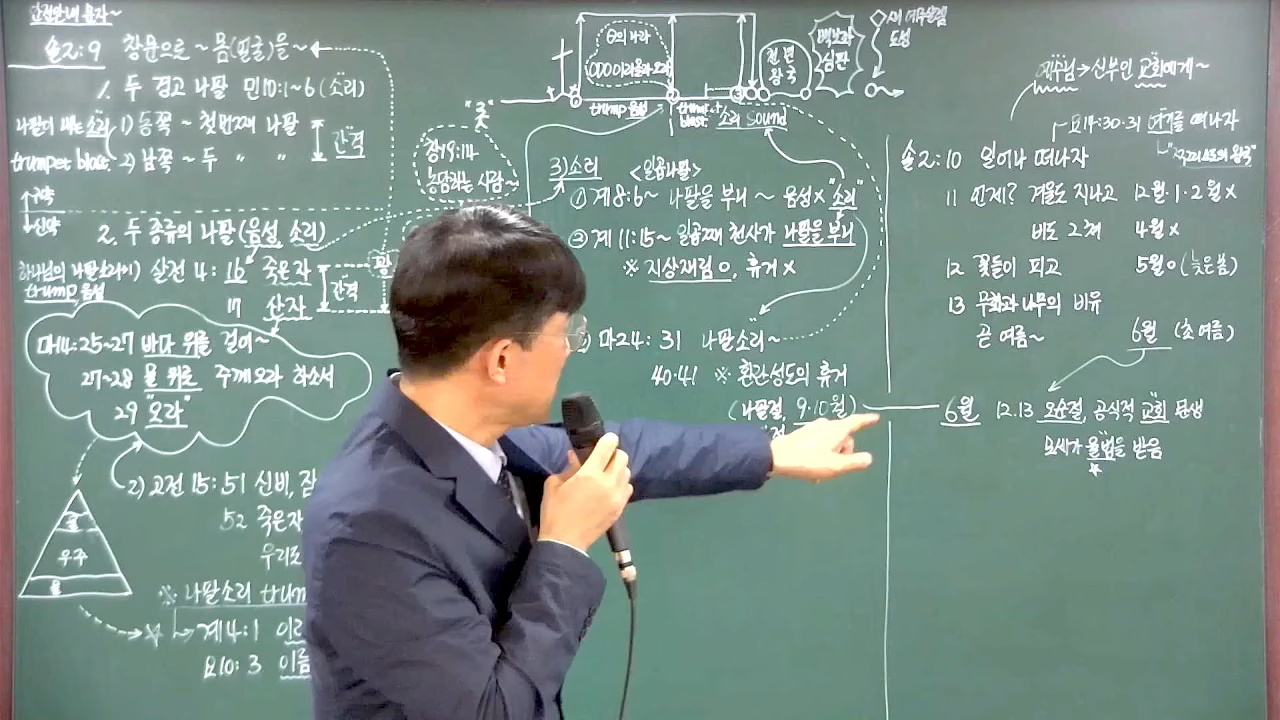 솔2:9 창문으로~몸(얼굴)을~
※ 두 경고 나팔 민10:1~6 (소리)
나팔이 내는 소리 1) 동쪽 ~ 첫번째 나팔
간격
trumpet blast. 2) 남쪽 ~ 두 〃 〃
↑구약
↓신약
2. 두 종류의 나팔 (음성, 소리)
하나님의 나팔소리 1) 살전 4:16 죽은자
trump 음성
간격
17 산자
마14:25~27 바다 위를 걸어~
27~28 물 위로 주께 오라 하소서
29 "오라"
2) 고전 15:51 신비, 잠
52 죽은자
우리도
우주
물
※ 나팔소리 trum
계4:1 이리
요10:3 이름
창19:14
농담하는 사람~
θ의 나라
천년
왕국
백보좌
심판
새 예루살렘
도성
trump 음성
trumpet
blast.
소리 sound
3) 소리 <일곱나팔>
① 계8:6~ 나팔을 부니~ 음성× "소리"
② 계 11:15~ 일곱째 천사가 나팔을 부니
※ 지상재림 O, 휴거 ×
마24:31 나팔소리~
40·41 ※ 환란성도의 휴거
(나팔절, 9·10월)
예수님→신부인 교회에게~
요14:30·31 여기를 떠나자
솔2:10 일어나 떠나자
11 언제? 겨울도 지나고 12월·1·2월 ×
비도 그쳐 4월 ×
12 꽃들이 피고 5월 O (늦은봄)
13 무화과나무의 비유
곧 여름~ 6월 (초여름)
6월 12.13 오순절, 공식적 교회 탄생
모세가 율법을 받음